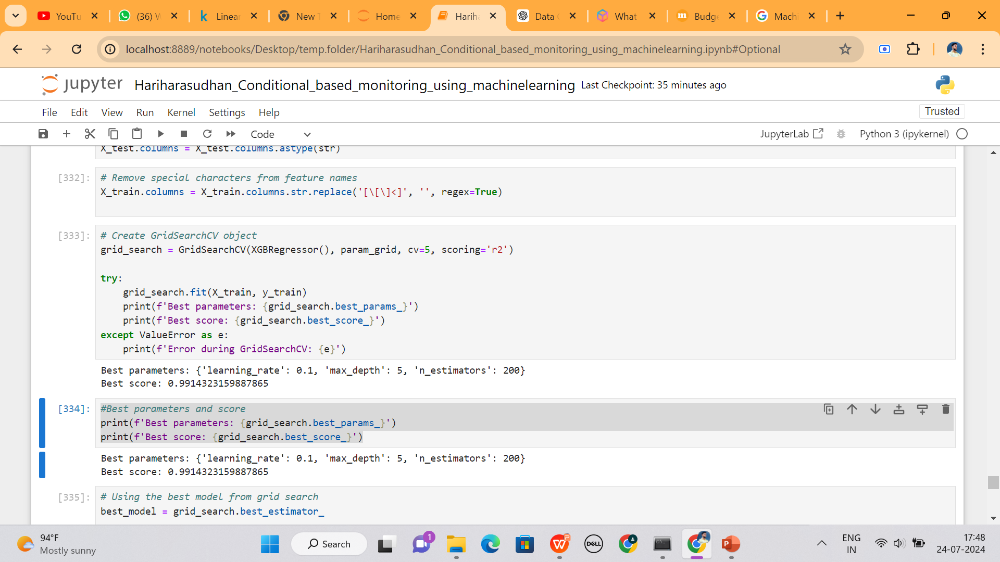 YouTu
(36) W
Linear
New T
Home
Hariha
Data
What
Budge
Machi
localhost:8889/notebooks/Desktop/temp.folder/Hariharasudhan_Conditional_based_monitoring_using_machinelearning.ipynb#Optional
jupyter Hariharasudhan_Conditional_based_monitoring_using_machinelearning Last Checkpoint: 35 minutes ago
File Edit View Run Kernel Settings Help Trusted
Code JupyterLab Python 3 (ipykernel)
X_test.columns = X_test.columns.astype(str)
[332]: # Remove special characters from feature names
X_train.columns = X_train.columns.str.replace('[\[\]<]', '', regex=True)
[333]: # Create GridSearchCV object
grid_search = GridSearchCV(XGBRegressor(), param_grid, cv=5, scoring='r2')
try:
    grid_search.fit(X_train, y_train)
    print(f'Best parameters: {grid_search.best_params_}')
    print(f'Best score: {grid_search.best_score_}')
except ValueError as e:
    print(f'Error during GridSearchCV: {e}')
Best parameters: {'learning_rate': 0.1, 'max_depth': 5, 'n_estimators': 200}
Best score: 0.9914323159887865
[334]: #Best parameters and score
print(f'Best parameters: {grid_search.best_params_}')
print(f'Best score: {grid_search.best_score_}')
Best parameters: {'learning_rate': 0.1, 'max_depth': 5, 'n_estimators': 200}
Best score: 0.9914323159887865
[335]: # Using the best model from grid search
best_model = grid_search.best_estimator_
94°F
Mostly sunny
Search
1
DELL
ENG
IN
17:48
24-07-2024